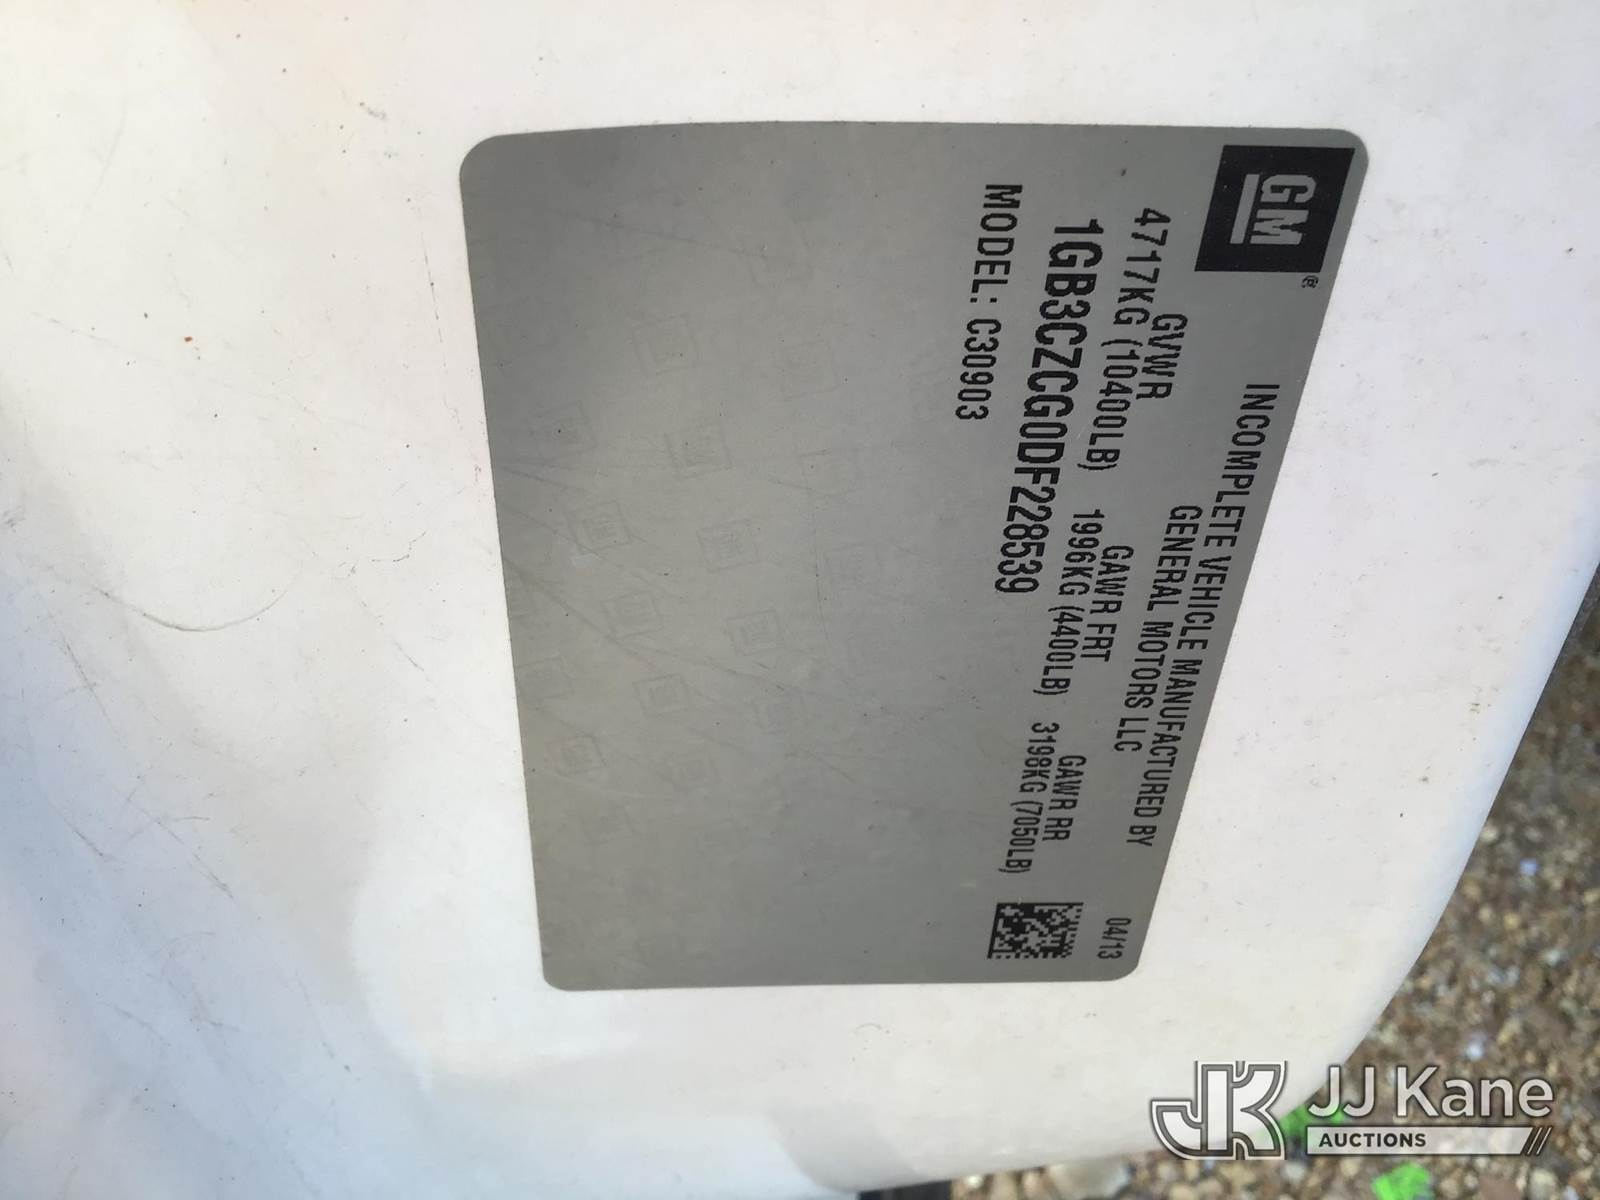 GM®
INCOMPLETE VEHICLE MANUFACTURED BY
GENERAL MOTORS LLC
04/13
GVWR GAWR FRT GAWR RR
4717KG (10400LB) 1996KG (4400LB) 3198KG (7050LB)
1GB3CZCG0DF228539
MODEL: C30903
JK JJ Kane
AUCTIONS